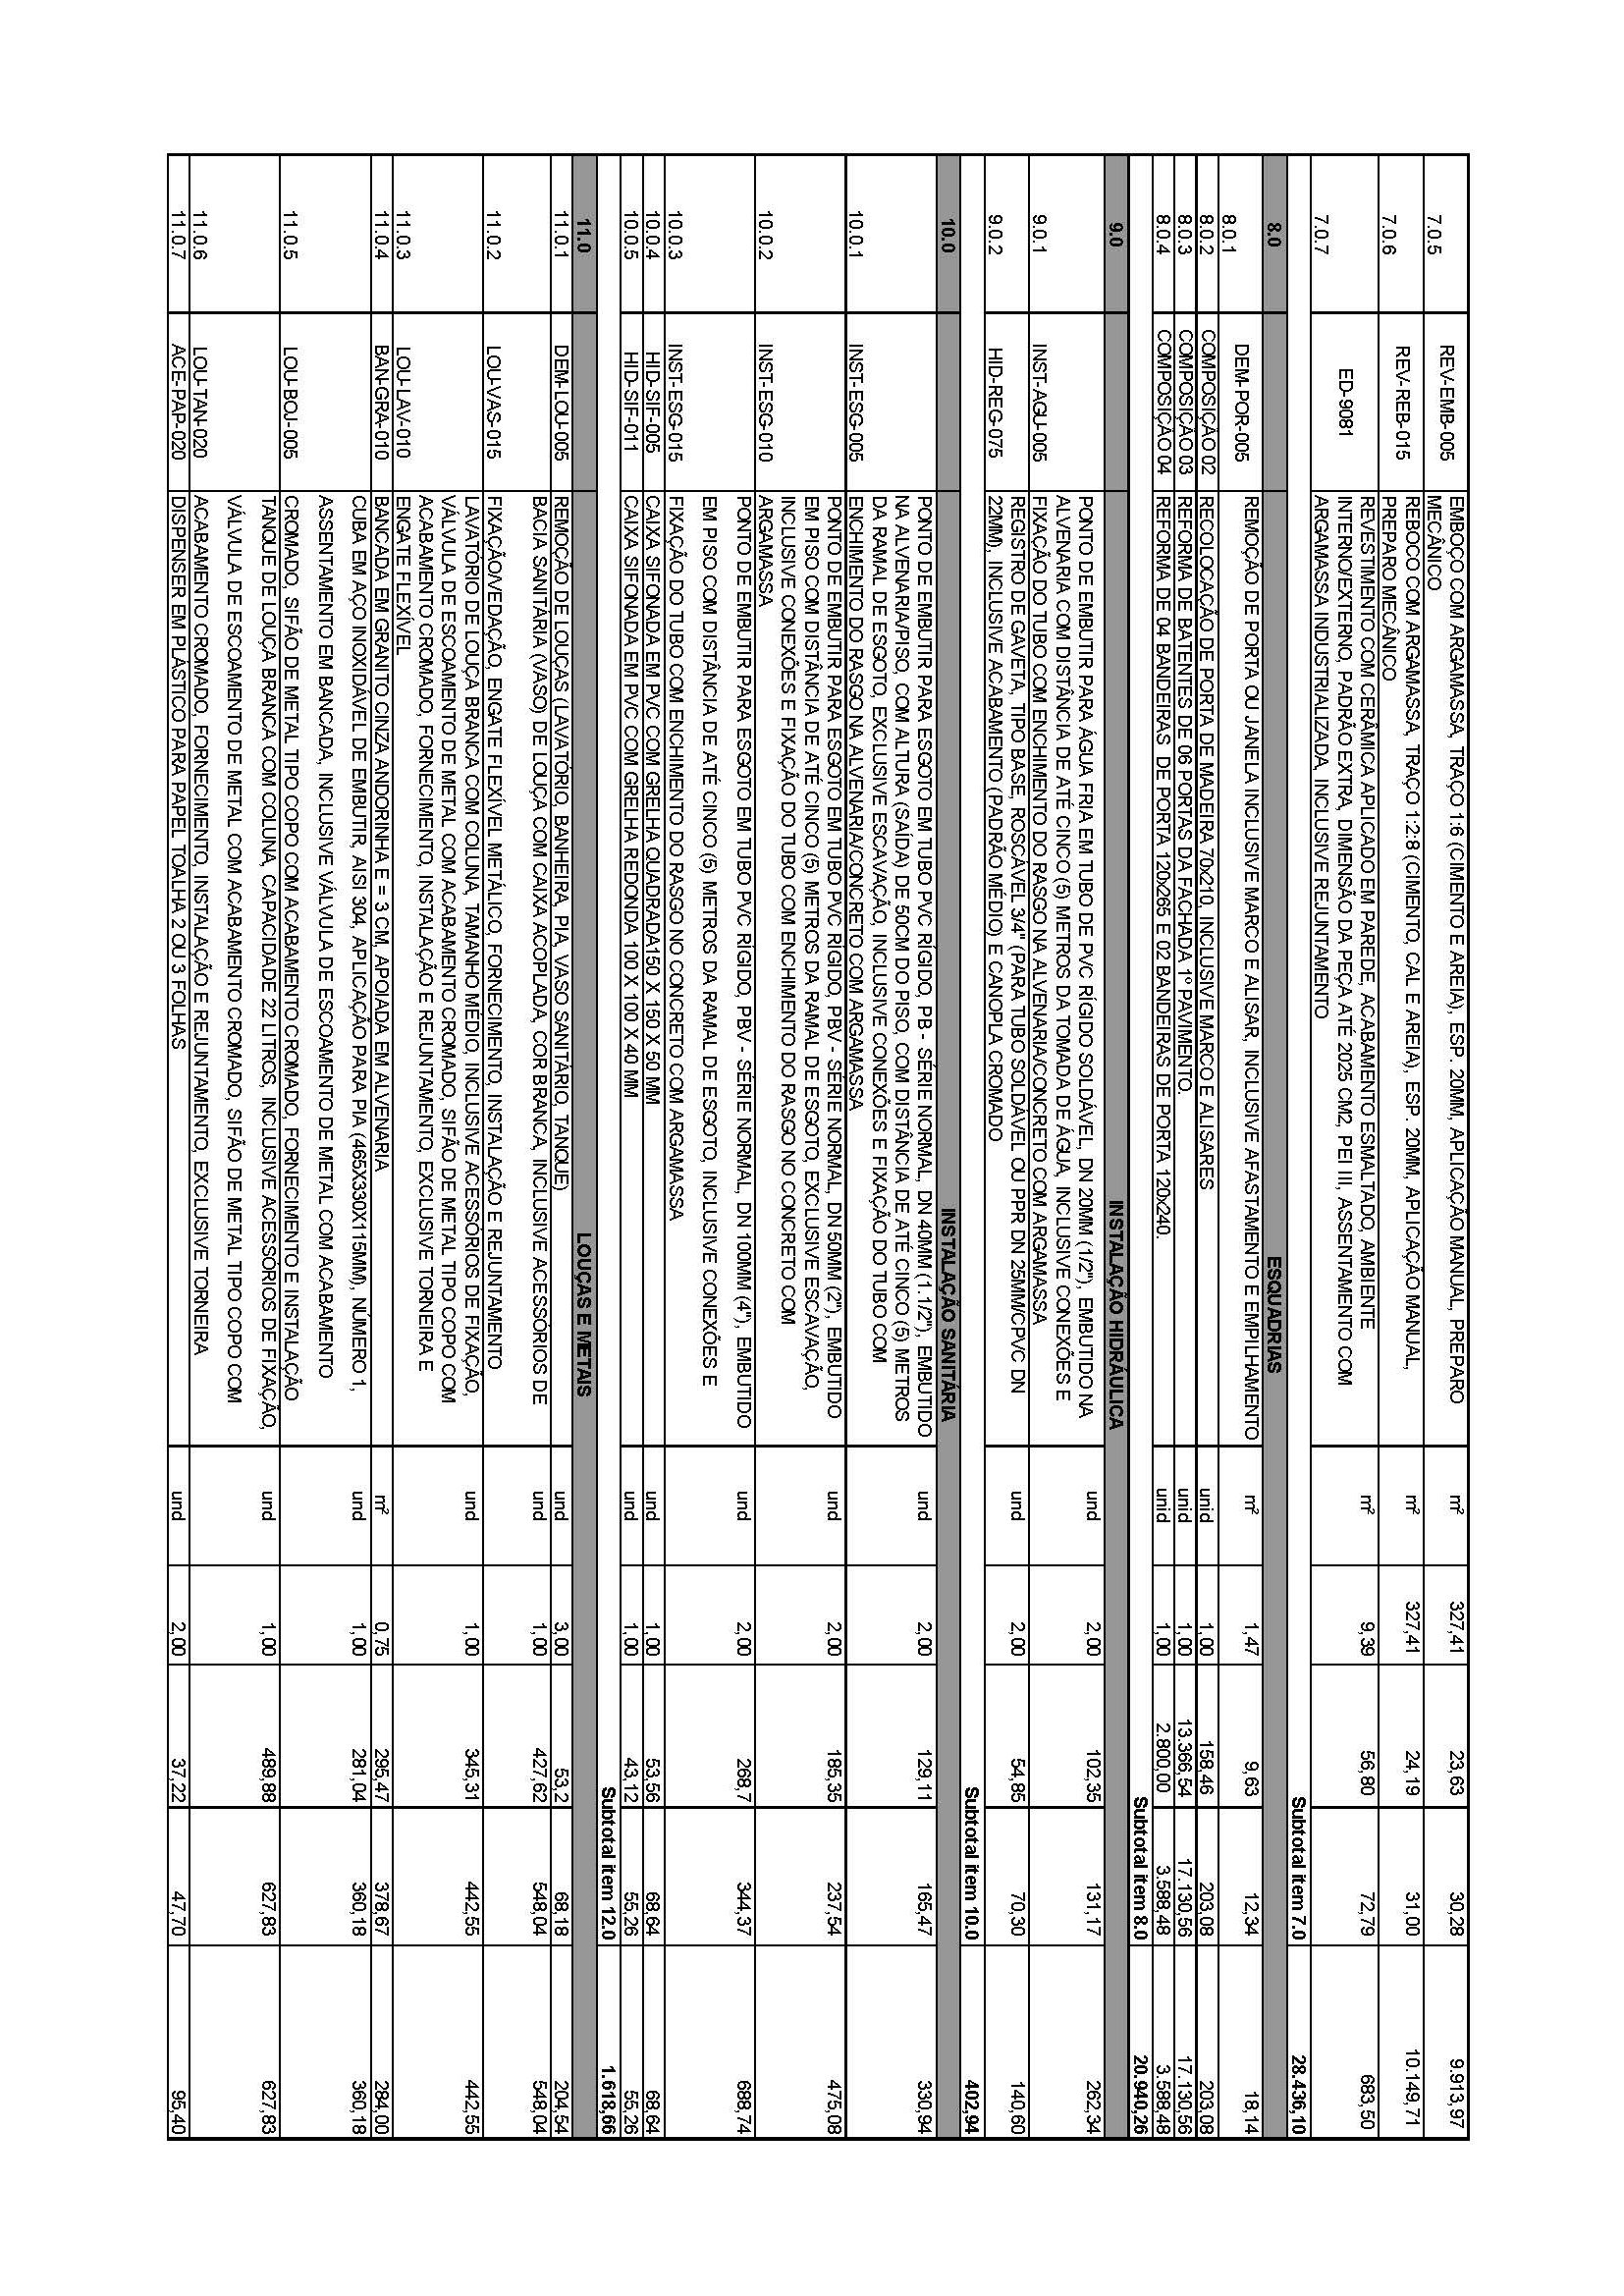 7.0.5 REV-EMB-005 EMBOÇO COM ARGAMASSA, TRAÇO 1:6 (CIMENTO E AREIA), ESP. 20MM, APLICAÇÃO MANUAL, PREPARO
MECÂNICO m² 327,41 23,63 30,28 9.913,97
7.0.6 REV-REB-015 REBOCO COM ARGAMASSA, TRAÇO 1:2:8 (CIMENTO, CAL E AREIA), ESP. 20MM, APLICAÇÃO MANUAL,
PREPARO MECÂNICO m² 327,41 24,19 31,00 10.149,71
REVESTIMENTO COM CERÂMICA APLICADO EM PAREDE, ACABAMENTO ESMALTADO, AMBIENTE
7.0.7 ED-9081 INTERNO/EXTERNO, PADRÃO EXTRA, DIMENSÃO DA PEÇA ATÉ 2025 CM2, PEI III, ASSENTAMENTO COM m² 9,39 56,80 72,79 683,50
ARGAMASSA INDUSTRIALIZADA, INCLUSIVE REJUNTAMENTO
Subtotal item 7.0 28.436,10
8.0 ESQUADRIAS
8.0.1 DEM-POR-005 REMOÇÃO DE PORTA OU JANELA INCLUSIVE MARCO E ALISAR, INCLUSIVE AFASTAMENTO E EMPILHAMENTO m² 1,47 9,63 12,34 18,14
8.0.2 COMPOSIÇÃO 02 RECOLOCAÇÃO DE PORTA DE MADEIRA 70x210, INCLUSIVE MARCO E ALISARES unid 1,00 158,46 203,08 203,08
8.0.3 COMPOSIÇÃO 03 REFORMA DE BATENTES DE 06 PORTAS DA FACHADA 1º PAVIMENTO. unid 1,00 13.366,54 17.130,56 17.130,56
8.0.4 COMPOSIÇÃO 04 REFORMA DE 04 BANDEIRAS DE PORTA 120x265 E 02 BANDEIRAS DE PORTA 120x240. unid 1,00 2.800,00 3.588,48 3.588,48
Subtotal item 8.0 20.940,26
9.0 INSTALAÇÃO HIDRÁULICA
PONTO DE EMBUTIR PARA ÁGUA FRIA EM TUBO DE PVC RÍGIDO SOLDÁVEL, DN 20MM (1/2"), EMBUTIDO NA
ALVENARIA COM DISTÂNCIA DE ATÉ CINCO (5) METROS DA TOMADA DE ÁGUA, INCLUSIVE CONEXÕES E
9.0.1 INST-AGU-005 FIXAÇÃO DO TUBO COM ENCHIMENTO DO RASGO NA ALVENARIA/CONCRETO COM ARGAMASSA und 2,00 102,35 131,17 262,34
REGISTRO DE GAVETA, TIPO BASE, ROSCÁVEL 3/4" (PARA TUBO SOLDÁVEL OU PPR DN 25MM/CPVC DN
9.0.2 HID-REG-075 22MM), INCLUSIVE ACABAMENTO (PADRÃO MÉDIO) E CANOPLA CROMADO und 2,00 54,85 70,30 140,60
Subtotal item 10.0 402,94
10.0 INSTALAÇÃO SANITÁRIA
PONTO DE EMBUTIR PARA ESGOTO EM TUBO PVC RÍGIDO, PB - SÉRIE NORMAL, DN 40MM (1.1/2"), EMBUTIDO
NA ALVENARIA/PISO, COM ALTURA (SAÍDA) DE 50CM DO PISO, COM DISTÂNCIA DE ATÉ CINCO (5) METROS
DA RAMAL DE ESGOTO, EXCLUSIVE ESCAVAÇÃO, INCLUSIVE CONEXÕES E FIXAÇÃO DO TUBO COM
10.0.1 INST-ESG-005 ENCHIMENTO DO RASGO NA ALVENARIA/CONCRETO COM ARGAMASSA und 2,00 129,11 165,47 330,94
PONTO DE EMBUTIR PARA ESGOTO EM TUBO PVC RÍGIDO, PBV - SÉRIE NORMAL, DN 50MM (2"), EMBUTIDO
EM PISO COM DISTÂNCIA DE ATÉ CINCO (5) METROS DA RAMAL DE ESGOTO, EXCLUSIVE ESCAVAÇÃO,
INCLUSIVE CONEXÕES E FIXAÇÃO DO TUBO COM ENCHIMENTO DO RASGO NO CONCRETO COM
10.0.2 INST-ESG-010 ARGAMASSA und 2,00 185,35 237,54 475,08
PONTO DE EMBUTIR PARA ESGOTO EM TUBO PVC RÍGIDO, PBV - SÉRIE NORMAL, DN 100MM (4"), EMBUTIDO
EM PISO COM DISTÂNCIA DE ATÉ CINCO (5) METROS DA RAMAL DE ESGOTO, INCLUSIVE CONEXÕES E
10.0.3 INST-ESG-015 FIXAÇÃO DO TUBO COM ENCHIMENTO DO RASGO NO CONCRETO COM ARGAMASSA und 2,00 268,7 344,37 688,74
10.0.4 HID-SIF-005 CAIXA SIFONADA EM PVC COM GRELHA QUADRADA150 X 150 X 50 MM und 1,00 53,56 68,64 68,64
10.0.5 HID-SIF-011 CAIXA SIFONADA EM PVC COM GRELHA REDONDA 100 X 100 X 40 MM und 1,00 43,12 55,26 55,26
Subtotal item 12.0 1.618,66
11.0 LOUÇAS E METAIS
11.0.1 DEM-LOU-005 REMOÇÃO DE LOUÇAS (LAVATÓRIO, BANHEIRA, PIA, VASO SANITÁRIO, TANQUE) und 3,00 53,2 68,18 204,54
BACIA SANITÁRIA (VASO) DE LOUÇA COM CAIXA ACOPLADA, COR BRANCA, INCLUSIVE ACESSÓRIOS DE
11.0.2 LOU-VAS-015 FIXAÇÃO/VEDAÇÃO, ENGATE FLEXÍVEL METÁLICO, FORNECIMENTO, INSTALAÇÃO E REJUNTAMENTO und 1,00 427,62 548,04 548,04
LAVATÓRIO DE LOUÇA BRANCA COM COLUNA, TAMANHO MÉDIO, INCLUSIVE ACESSÓRIOS DE FIXAÇÃO,
VÁLVULA DE ESCOAMENTO DE METAL COM ACABAMENTO CROMADO, SIFÃO DE METAL TIPO COPO COM
ACABAMENTO CROMADO, FORNECIMENTO, INSTALAÇÃO E REJUNTAMENTO, EXCLUSIVE TORNEIRA E
11.0.3 LOU-LAV-010 ENGATE FLEXÍVEL und 1,00 345,31 442,55 442,55
11.0.4 BAN-GRA-010 BANCADA EM GRANITO CINZA ANDORINHA E = 3 CM, APOIADA EM ALVENARIA m² 0,75 295,47 378,67 284,00
CUBA EM AÇO INOXIDÁVEL DE EMBUTIR, AISI 304, APLICAÇÃO PARA PIA (465X330X115MM), NÚMERO 1,
ASSENTAMENTO EM BANCADA, INCLUSIVE VÁLVULA DE ESCOAMENTO DE METAL COM ACABAMENTO
11.0.5 LOU-BOJ-005 CROMADO, SIFÃO DE METAL TIPO COPO COM ACABAMENTO CROMADO, FORNECIMENTO E INSTALAÇÃO und 1,00 281,04 360,18 360,18
TANQUE DE LOUÇA BRANCA COM COLUNA, CAPACIDADE 22 LITROS, INCLUSIVE ACESSÓRIOS DE FIXAÇÃO,
VÁLVULA DE ESCOAMENTO DE METAL COM ACABAMENTO CROMADO, SIFÃO DE METAL TIPO COPO COM
11.0.6 LOU-TAN-020 ACABAMENTO CROMADO, FORNECIMENTO, INSTALAÇÃO E REJUNTAMENTO, EXCLUSIVE TORNEIRA und 1,00 489,88 627,83 627,83
11.0.7 ACE-PAP-020 DISPENSER EM PLÁSTICO PARA PAPEL TOALHA 2 OU 3 FOLHAS und 2,00 37,22 47,70 95,40